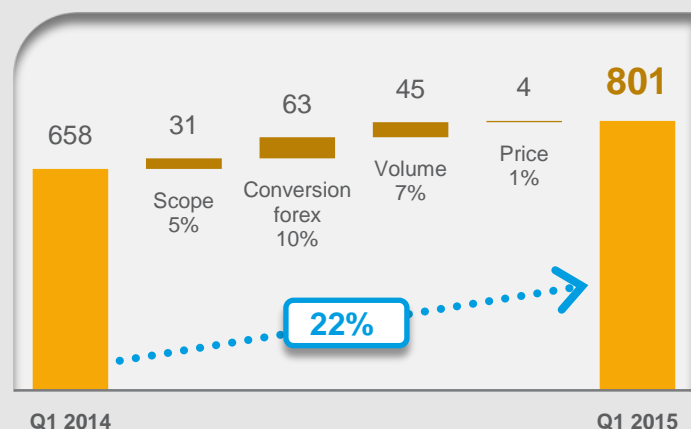 658
31
Scope
5%
63
Conversion
forex
10%
45
Volume
7%
4
Price
1%
801
22%
Q1 2014
Q1 2015